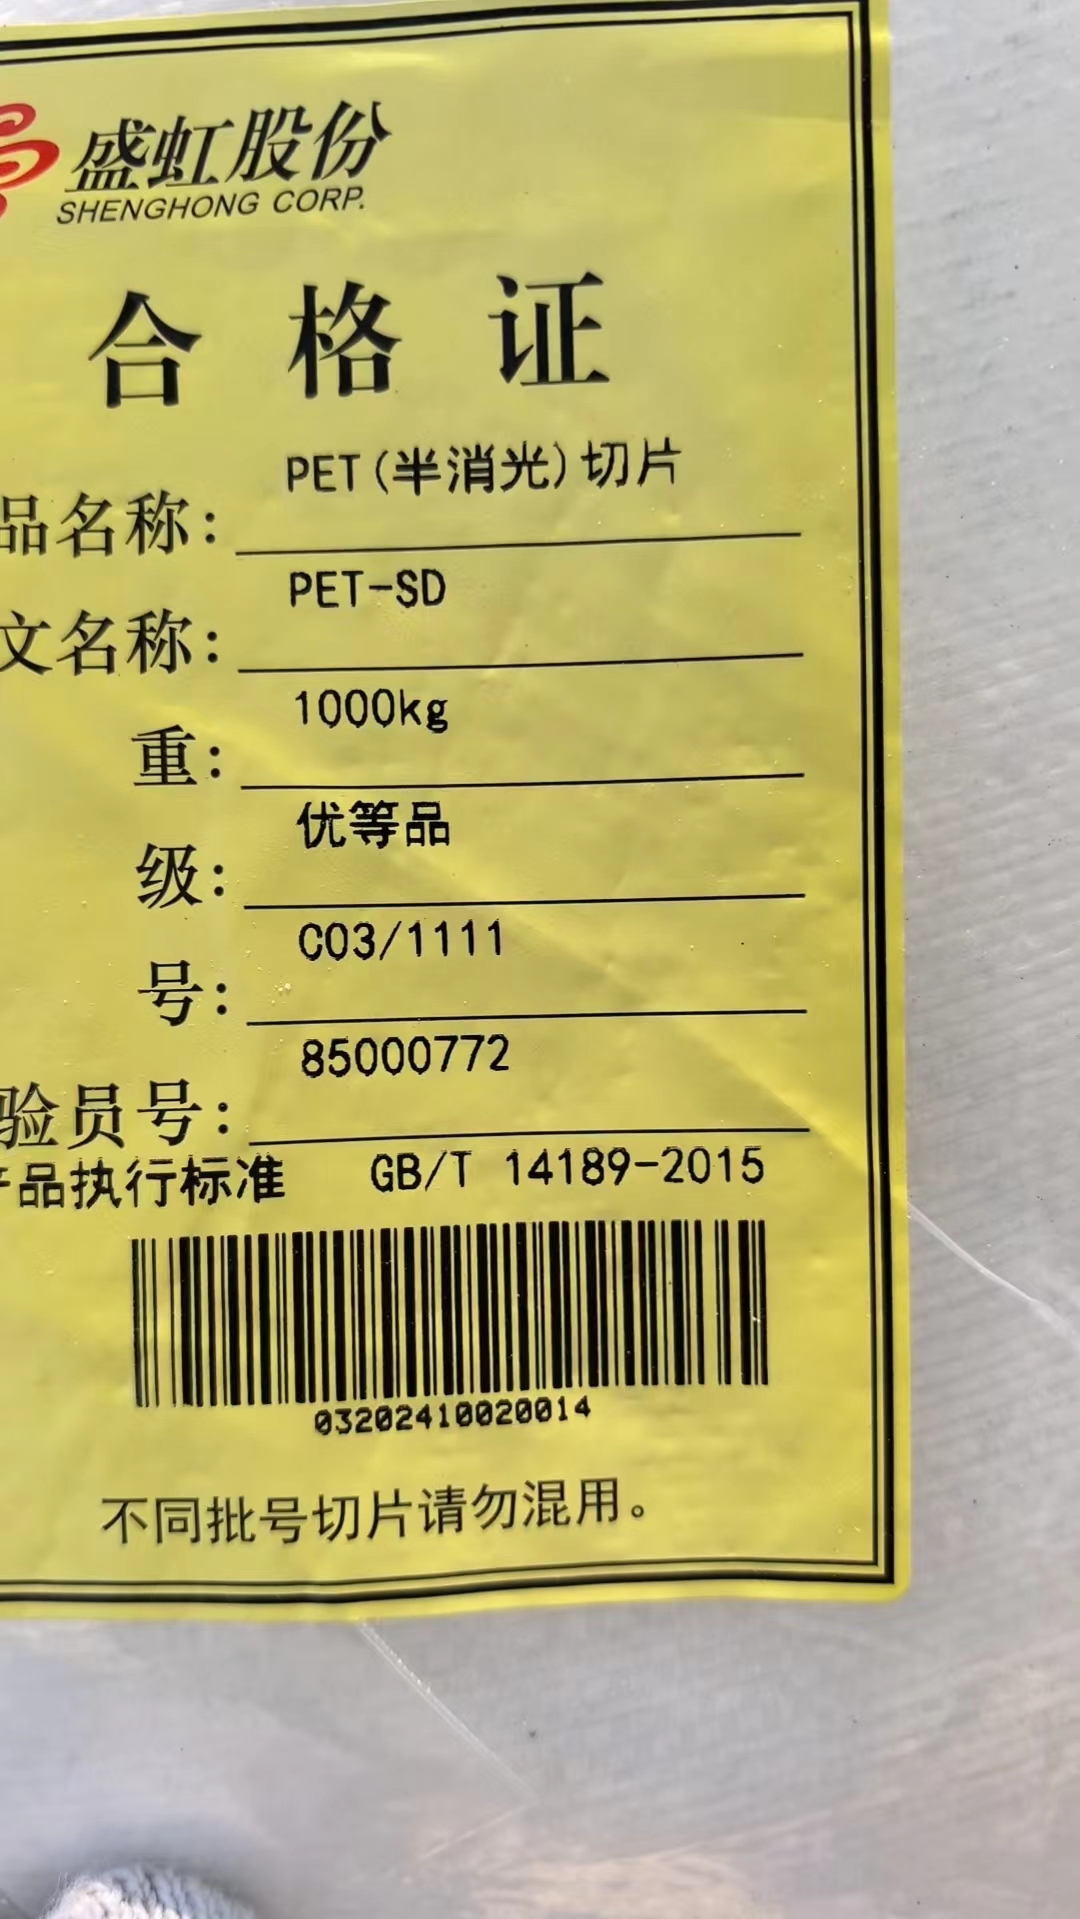 盛虹股份
SHENGHONG CORP.
合格证
品名称： PET(半消光)切片
文名称： PET-SD
重： 1000kg
级： 优等品
号： C03/1111
验员号： 85000772
产品执行标准 GB/T 14189-2015
03202410020014
不同批号切片请勿混用。